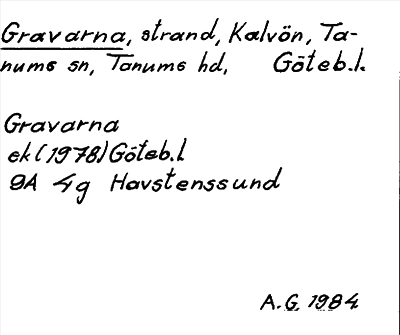 Gravarna, strand, Kalvön, Ta-
nums sn, Tanums hd, Göteb.l.
Gravarna
ek (1978) Göteb.l
9A 4g Havstenssund
A.G. 1984